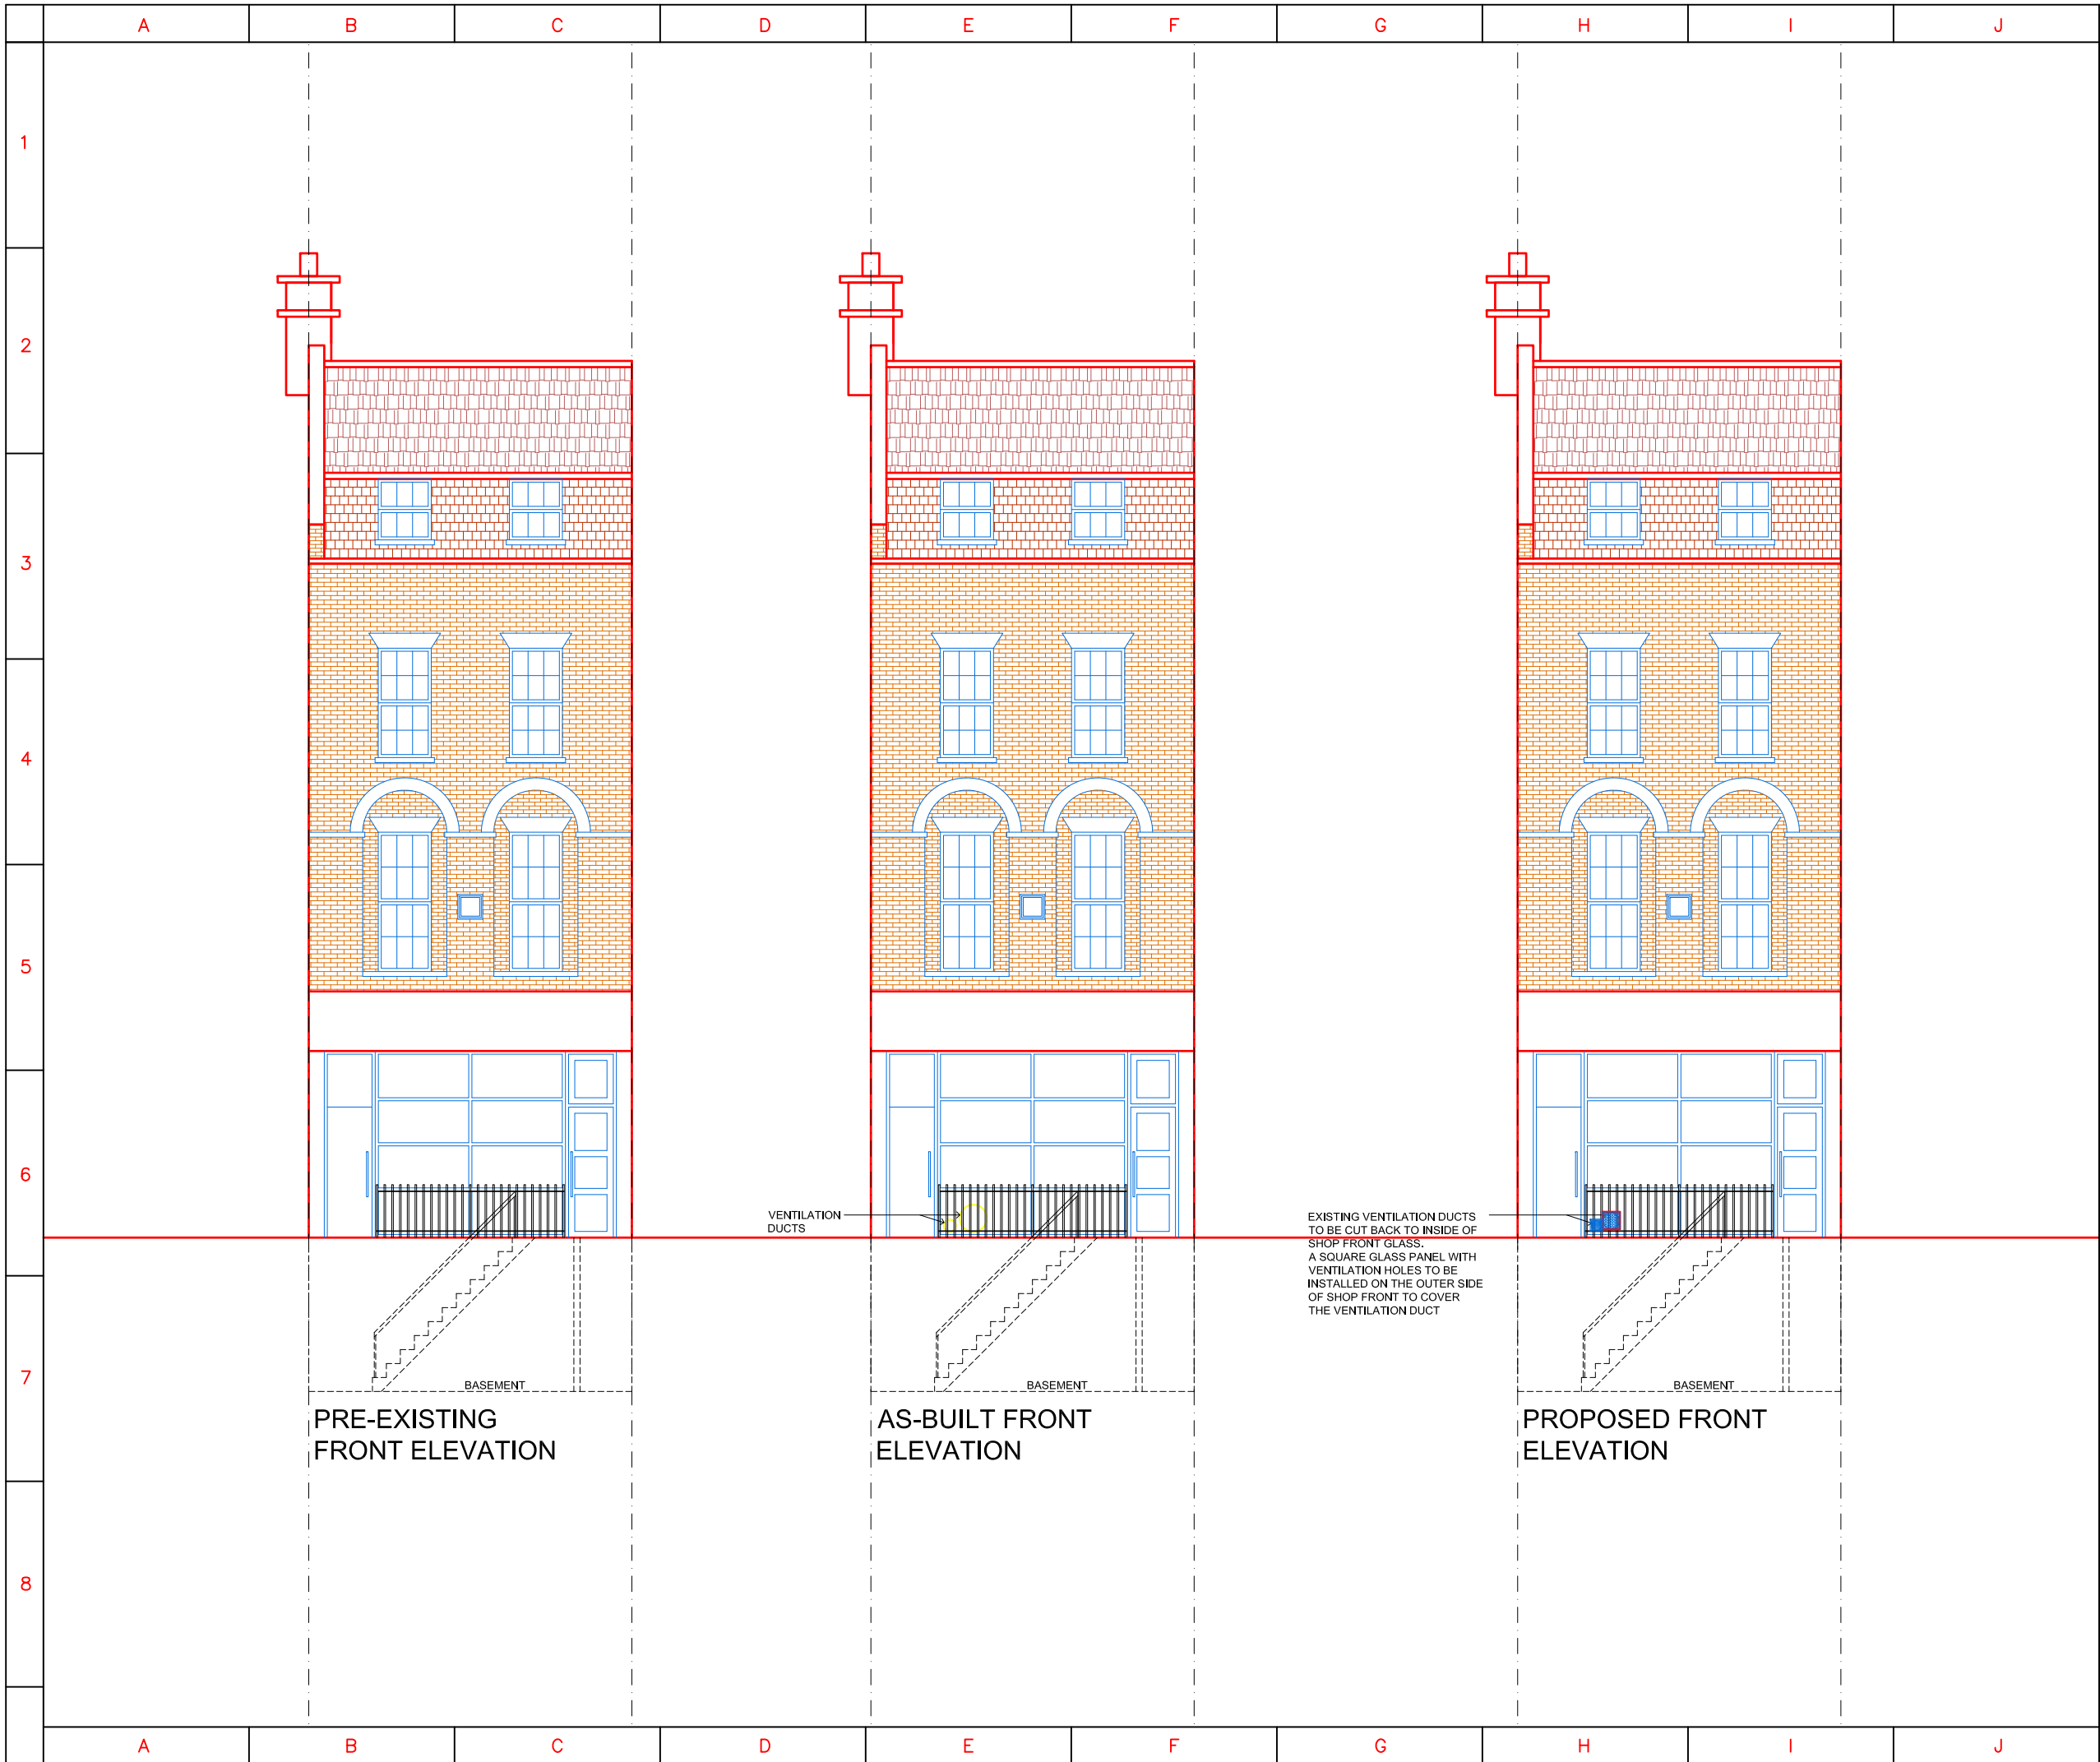 A B C D E F G H I J
1
2
3
4
5
6
7
8
VENTILATION
DUCTS
EXISTING VENTILATION DUCTS
TO BE CUT BACK TO INSIDE OF
SHOP FRONT GLASS.
A SQUARE GLASS PANEL WITH
VENTILATION HOLES TO BE
INSTALLED ON THE OUTER SIDE
OF SHOP FRONT TO COVER
THE VENTILATION DUCT
BASEMENT
BASEMENT
BASEMENT
PRE-EXISTING
FRONT ELEVATION
AS-BUILT FRONT
ELEVATION
PROPOSED FRONT
ELEVATION
A B C D E F G H I J